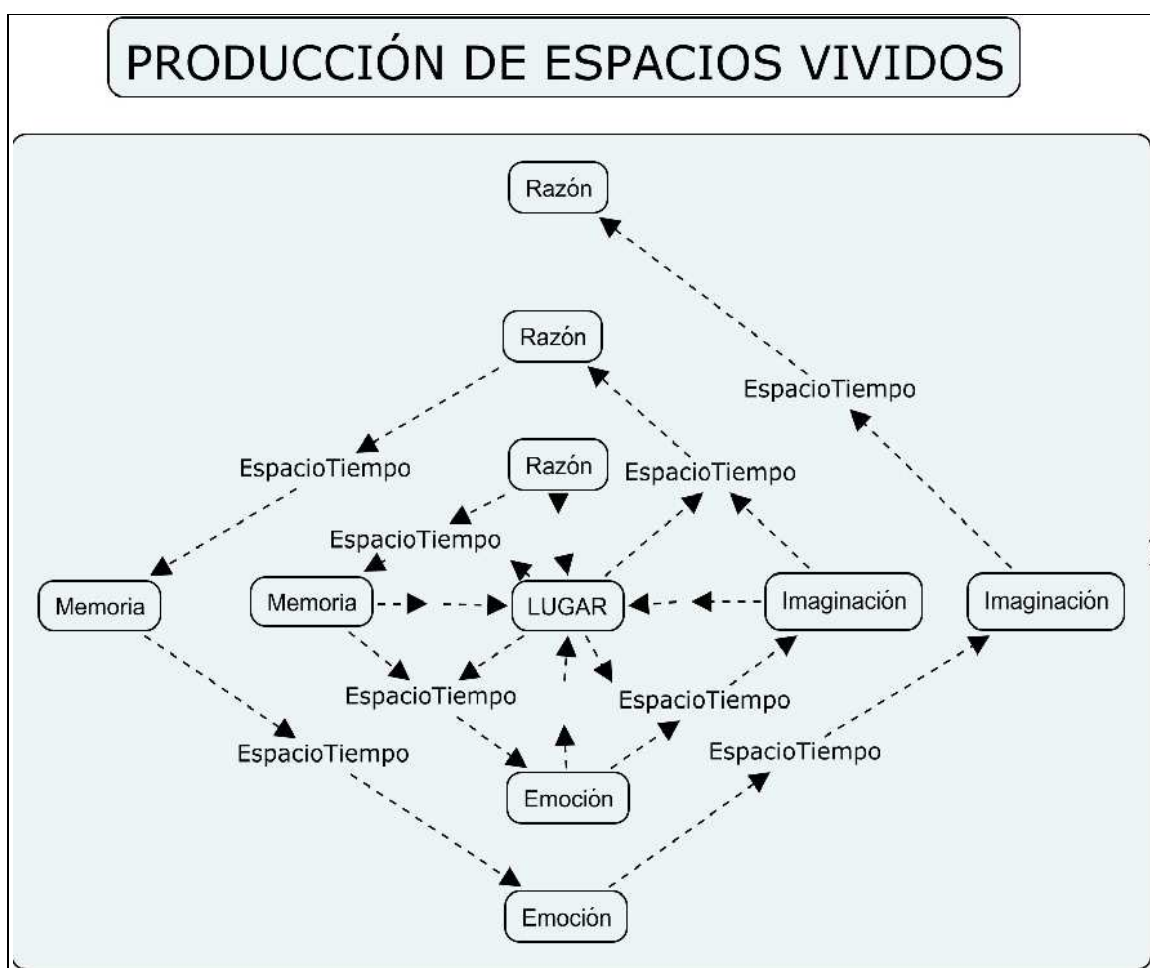 PRODUCCIÓN DE ESPACIOS VIVIDOS
Razón
Razón
EspacioTiempo
Razón
EspacioTiempo
EspacioTiempo
EspacioTiempo
Memoria
Memoria
LUGAR
Imaginación
Imaginación
EspacioTiempo
EspacioTiempo
EspacioTiempo
EspacioTiempo
Emoción
Emoción